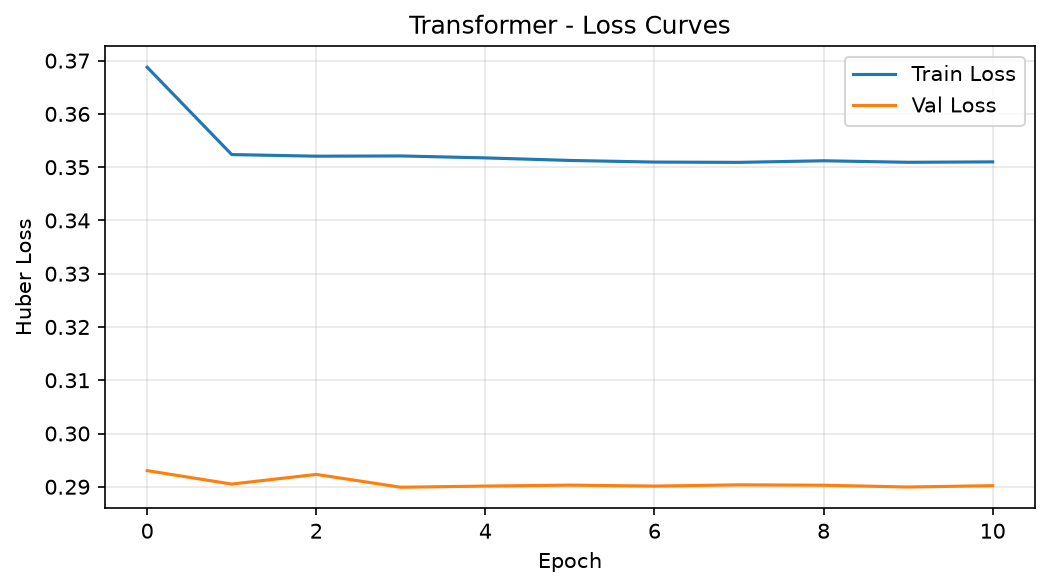 Transformer - Loss Curves
Train Loss
Val Loss
Huber Loss
0.37
0.36
0.35
0.34
0.33
0.32
0.31
0.30
0.29
0 2 4 6 8 10
Epoch